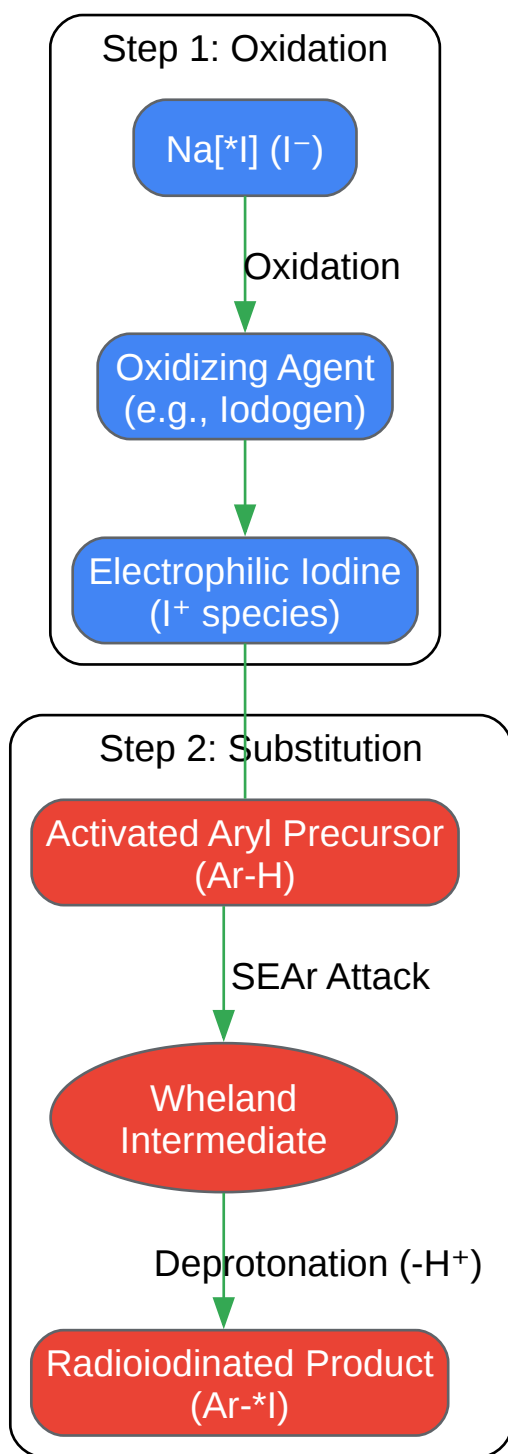 Step 1: Oxidation
Na[*I] (I⁻)
Oxidation
Oxidizing Agent
(e.g., Iodogen)
Electrophilic Iodine
(I⁺ species)
Step 2: Substitution
Activated Aryl Precursor
(Ar-H)
SEAr Attack
Wheland
Intermediate
Deprotonation (-H⁺)
Radioiodinated Product
(Ar-*I)